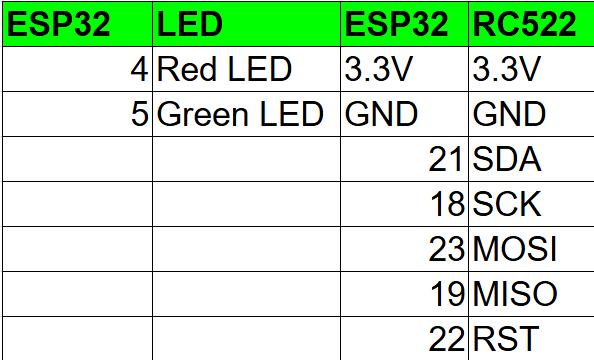 ESP32 LED ESP32 RC522
4 Red LED 3.3V 3.3V
5 Green LED GND GND
21 SDA
18 SCK
23 MOSI
19 MISO
22 RST